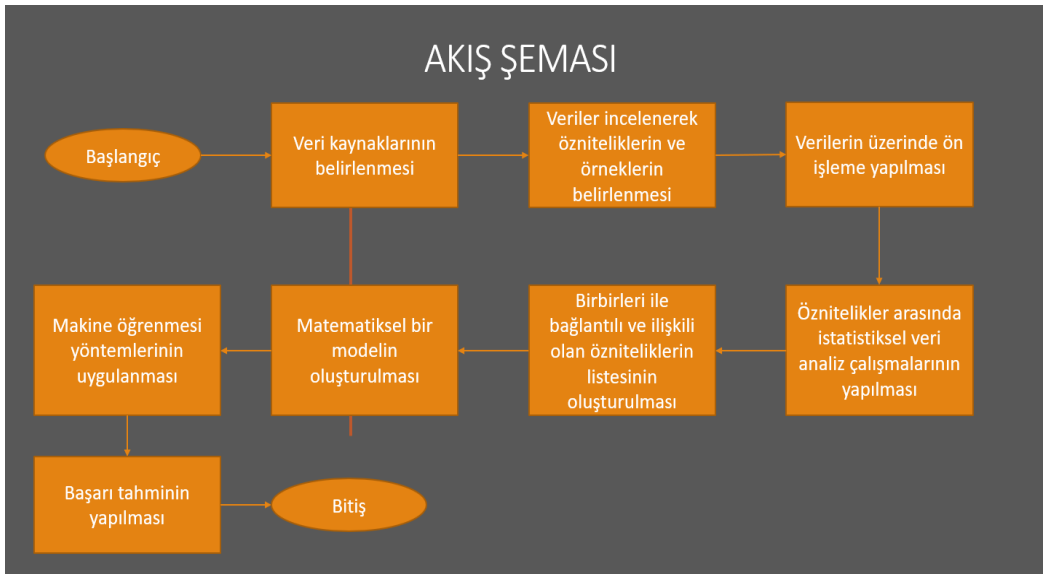 AKIŞ ŞEMASI
Başlangıç
Veri kaynaklarının
belirlenmesi
Veriler incelenerek
özniteliklerin ve
örneklerin
belirlenmesi
Verilerin üzerinde ön
işleme yapılması
Öznitelikler arasında
istatistiksel veri
analiz çalışmalarının
yapılması
Birbirleri ile
bağlantılı ve ilişkili
olan özniteliklerin
listesinin
oluşturulması
Matematiksel bir
modelin
oluşturulması
Makine öğrenmesi
yöntemlerinin
uygulanması
Başarı tahminin
yapılması
Bitiş